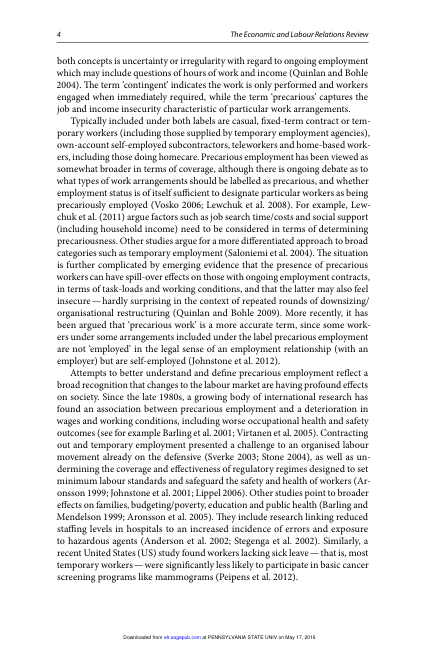 4 The Economic and Labour Relations Review
both concepts is uncertainty or irregularity with regard to ongoing employment
which may include questions of hours of work and income (Quinlan and Bohle
2004). The term ‘contingent’ indicates the work is only performed and workers
engaged when immediately required, while the term ‘precarious’ captures the
job and income insecurity characteristic of particular work arrangements.
Typically included under both labels are casual, fixed-term contract or tem-
porary workers (including those supplied by temporary employment agencies),
own-account self-employed subcontractors, teleworkers and home-based work-
ers, including those doing homecare. Precarious employment has been viewed as
somewhat broader in terms of coverage, although there is ongoing debate as to
what types of work arrangements should be labelled as precarious, and whether
employment status is of itself sufficient to designate particular workers as being
precariously employed (Vosko 2006; Lewchuk et al. 2008). For example, Lew-
chuk et al. (2011) argue factors such as job search time/costs and social support
(including household income) need to be considered in terms of determining
precariousness. Other studies argue for a more differentiated approach to broad
categories such as temporary employment (Saloniemi et al. 2004). The situation
is further complicated by emerging evidence that the presence of precarious
workers can have spill-over effects on those with ongoing employment contracts,
in terms of task-loads and working conditions, and that the latter may also feel
insecure — hardly surprising in the context of repeated rounds of downsizing/
organisational restructuring (Quinlan and Bohle 2009). More recently, it has
been argued that ‘precarious work’ is a more accurate term, since some work-
ers under some arrangements included under the label precarious employment
are not ‘employed’ in the legal sense of an employment relationship (with an
employer) but are self-employed (Johnstone et al. 2012).
Attempts to better understand and define precarious employment reflect a
broad recognition that changes to the labour market are having profound effects
on society. Since the late 1980s, a growing body of international research has
found an association between precarious employment and a deterioration in
wages and working conditions, including worse occupational health and safety
outcomes (see for example Barling et al. 2001; Virtanen et al. 2005). Contracting
out and temporary employment presented a challenge to an organised labour
movement already on the defensive (Sverke 2003; Stone 2004), as well as un-
dermining the coverage and effectiveness of regulatory regimes designed to set
minimum labour standards and safeguard the safety and health of workers (Ar-
onsson 1999; Johnstone et al. 2001; Lippel 2006). Other studies point to broader
effects on families, budgeting/poverty, education and public health (Barling and
Mendelson 1999; Aronsson et al. 2005). They include research linking reduced
staffing levels in hospitals to an increased incidence of errors and exposure
to hazardous agents (Anderson et al. 2002; Stegenga et al. 2002). Similarly, a
recent United States (US) study found workers lacking sick leave — that is, most
temporary workers — were significantly less likely to participate in basic cancer
screening programs like mammograms (Peipens et al. 2012).
Downloaded from elr.sagepub.com at PENNSYLVANIA STATE UNIV on May 17, 2016